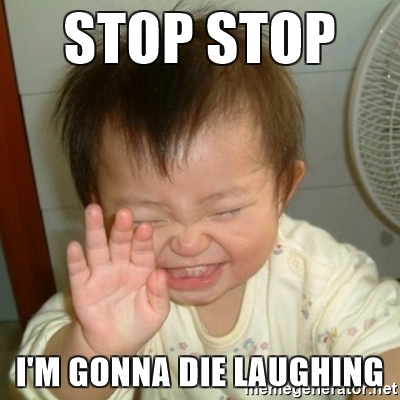 STOP STOP
I'M GONNA DIE LAUGHING
memegenerator.net